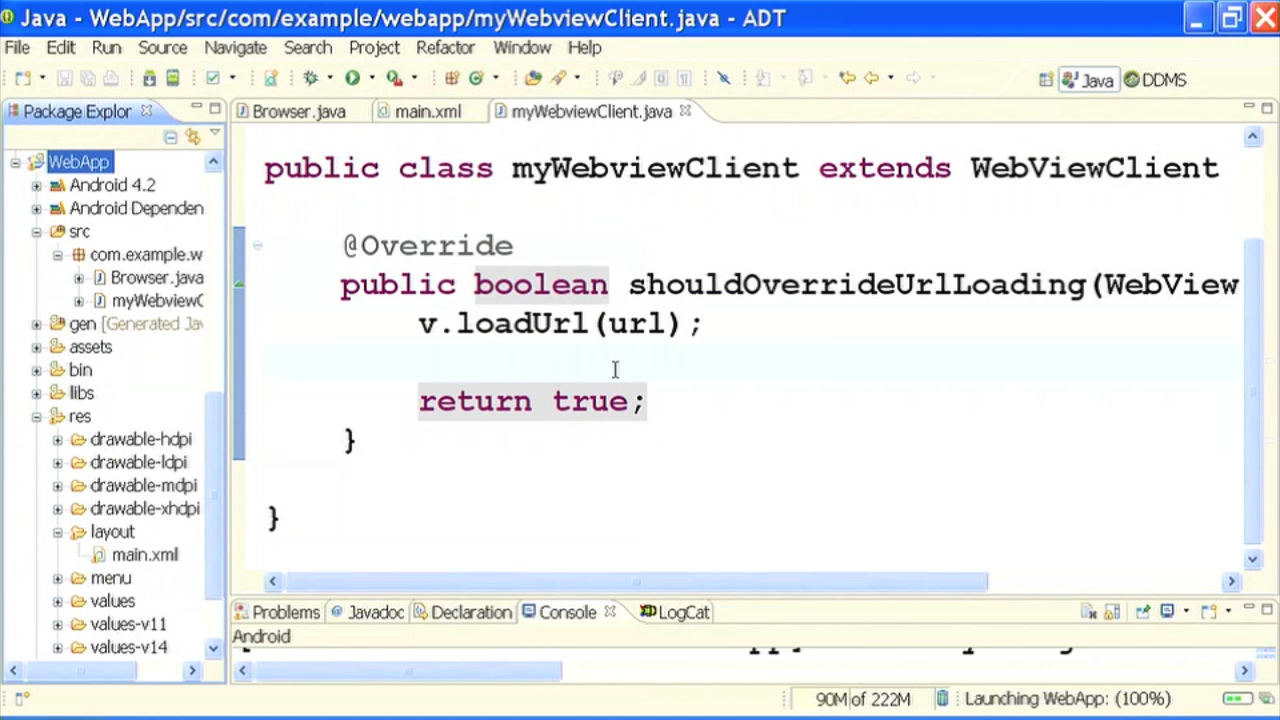 Java - WebApp/src/com/example/webapp/myWebviewClient.java - ADT
File Edit Run Source Navigate Search Project Refactor Window Help
Java DDMS
Package Explor
Browser.java main.xml myWebviewClient.java
WebApp
Android 4.2
Android Dependen
src
com.example.w
Browser.java
myWebviewC
gen [Generated Jav
assets
bin
libs
res
drawable-hdpi
drawable-ldpi
drawable-mdpi
drawable-xhdpi
layout
main.xml
menu
values
values-v11
values-v14
public class myWebviewClient extends WebViewClient
@Override
public boolean shouldOverrideUrlLoading(WebView
v.loadUrl(url);
return true;
}
}
Problems @ Javadoc Declaration Console LogCat
Android
90M of 222M Launching WebApp: (100%)